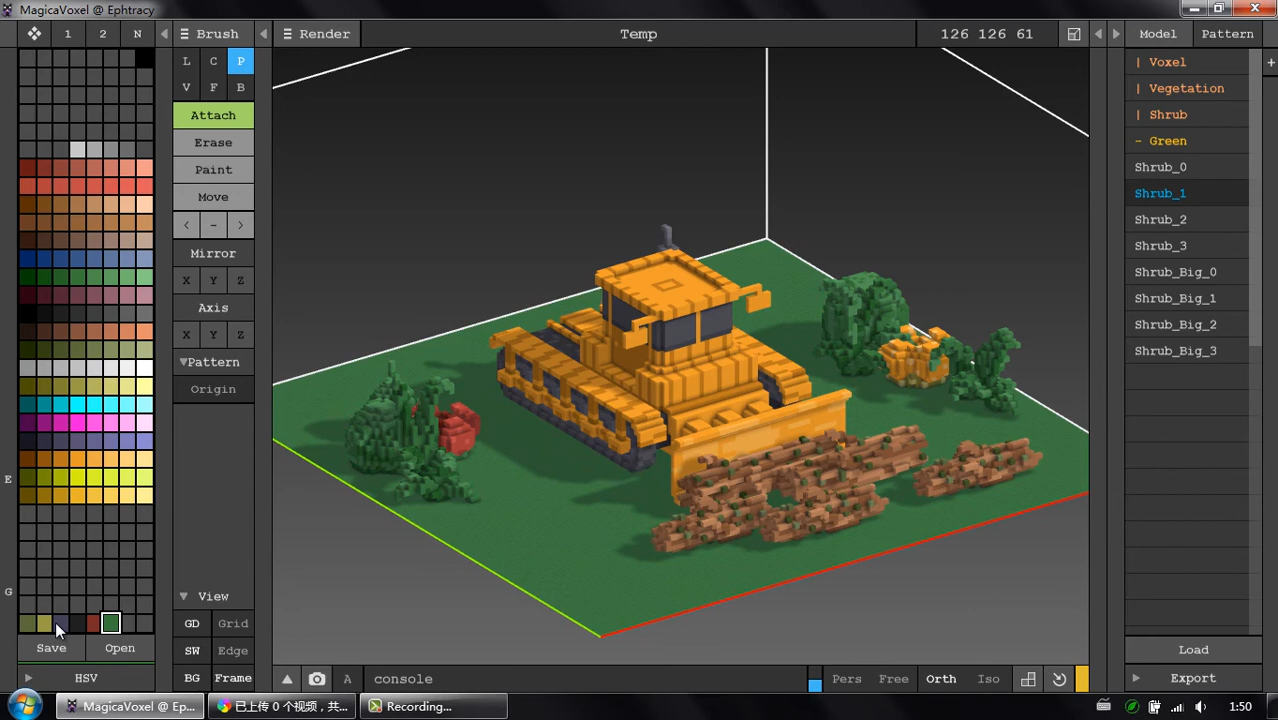 MagicaVoxel @ Ephtracy
1 2 N
Brush
Render
Temp
126 126 61
Model Pattern
L C P
V F B
Attach
Erase
Paint
Move
< - >
Mirror
X Y Z
Axis
X Y Z
Pattern
Origin
View
GD Grid
SW Edge
BG Frame
E
G
Save Open
HSV
| Voxel
| Vegetation
| Shrub
- Green
Shrub_0
Shrub_1
Shrub_2
Shrub_3
Shrub_Big_0
Shrub_Big_1
Shrub_Big_2
Shrub_Big_3
Load
Export
A console
Pers Free Orth Iso
MagicaVoxel @ Ep...
已上传 0 个视频，共...
Recording...
1:50